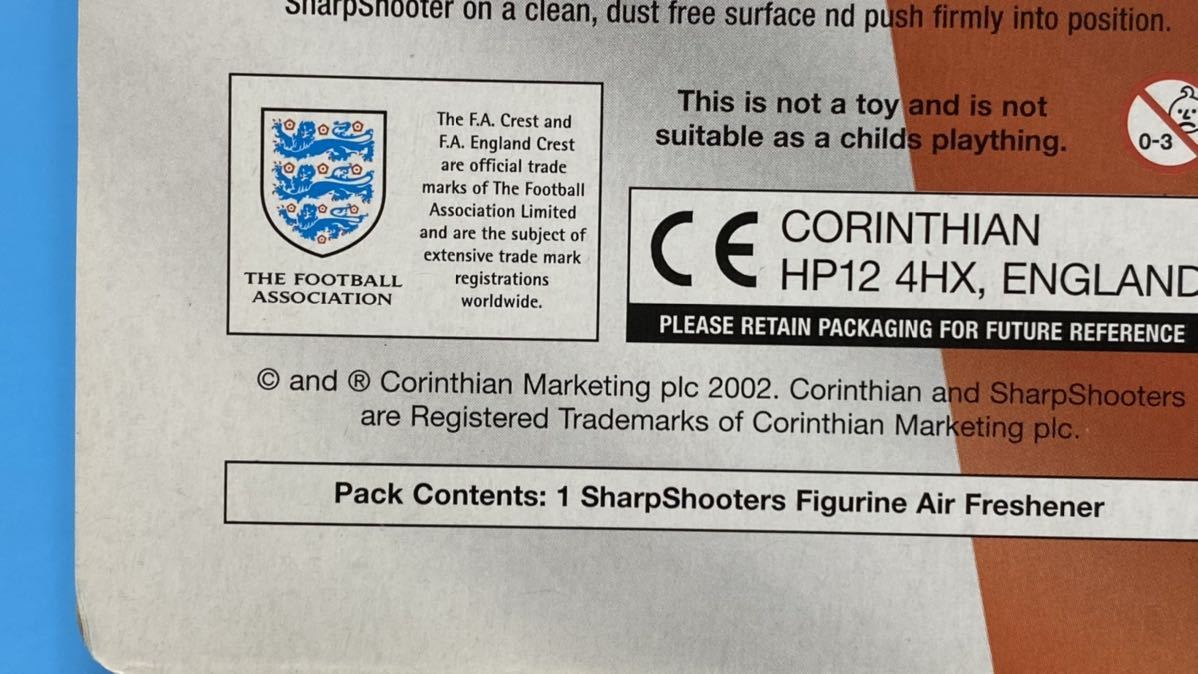 SharpShooter on a clean, dust free surface nd push firmly into position.
The F.A. Crest and
F.A. England Crest
are official trade
marks of The Football
Association Limited
and are the subject of
extensive trade mark
registrations
worldwide.
THE FOOTBALL
ASSOCIATION
This is not a toy and is not
suitable as a childs plaything.
0-3
CE
CORINTHIAN
HP12 4HX, ENGLAND
PLEASE RETAIN PACKAGING FOR FUTURE REFERENCE
© and ® Corinthian Marketing plc 2002. Corinthian and SharpShooters
are Registered Trademarks of Corinthian Marketing plc.
Pack Contents: 1 SharpShooters Figurine Air Freshener